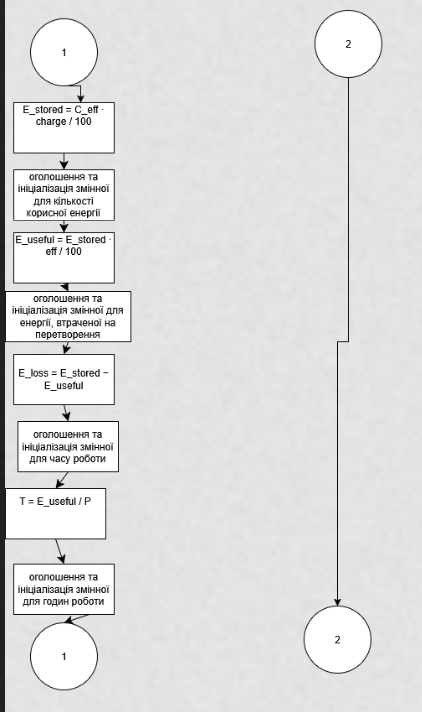 1
E_stored = C_eff ·
charge / 100
оголошення та
ініціалізація змінної
для кількості
корисної енергії
E_useful = E_stored ·
eff / 100
оголошення та
ініціалізація змінної для
енергії, втраченої на
перетворення
E_loss = E_stored −
E_useful
оголошення та
ініціалізація змінної
для часу роботи
T = E_useful / P
оголошення та
ініціалізація змінної
для годин роботи
1
2
2